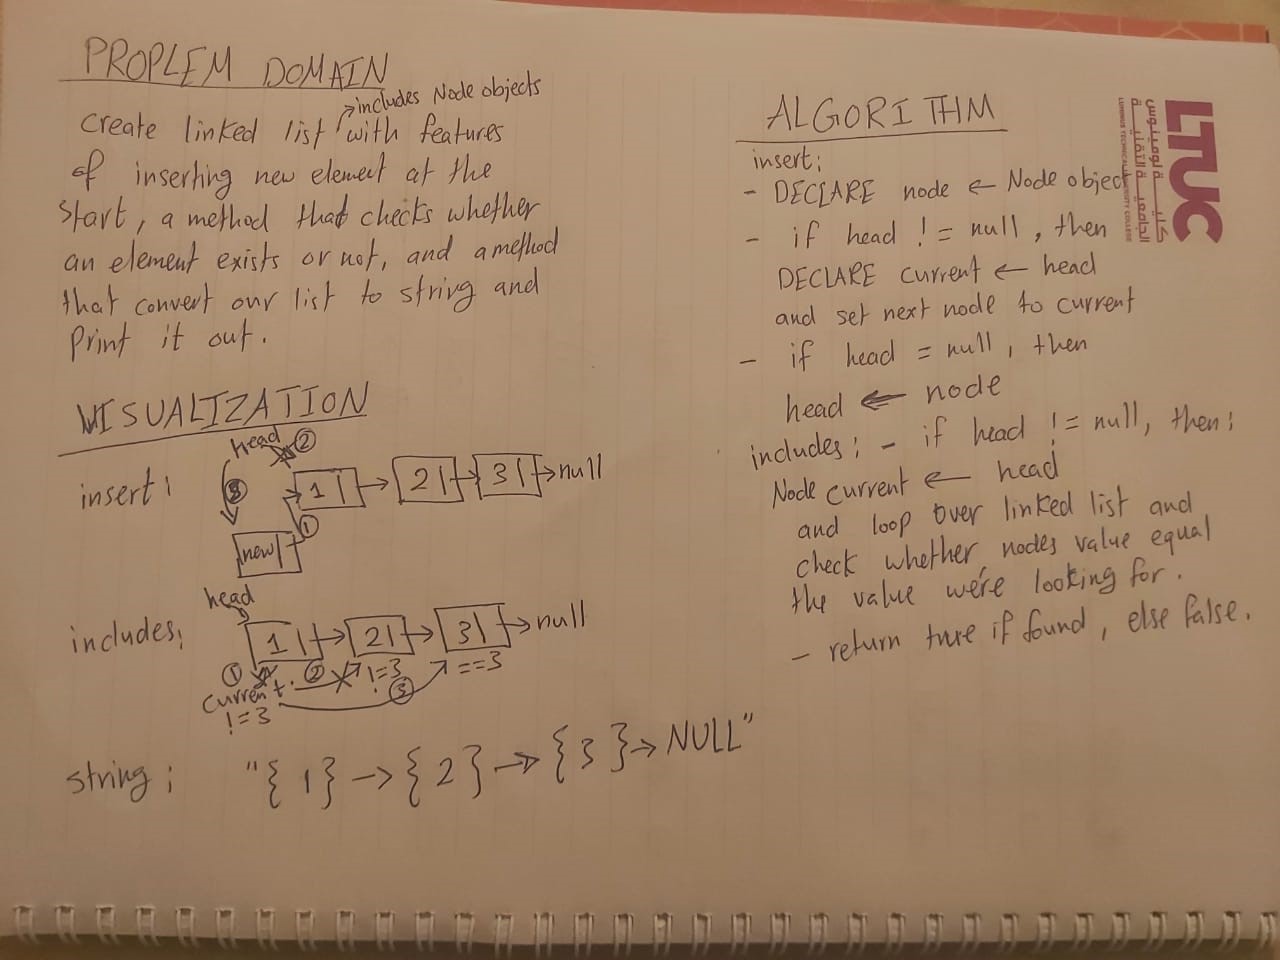 PROPLEM DOMAIN
includes Node objects
create linked list with features
of inserting new element at the
start, a method that checks whether
an element exists or not, and a method
that convert our list to string and
Print it out.
VISUALIZATION
head
2
insert:
1 2 3 null
3
1
new
head
includes:
1 2 3 null
1 2 !=3 ==3
current
3
!=3
string: "{ 1 } → { 2 } → { 3 } → NULL"
ALGORITHM
insert:
- DECLARE node ← Node object
- if head != null, then
DECLARE current ← head
and set next node to current
- if head = null, then
head ← node
includes: - if head != null, then:
Node current ← head
and loop over linked list and
check whether nodes value equal
the value we're looking for.
- return true if found, else false.
LTUC
كليـــة لومينوس
الجامعية التقنيـــة
LUMINUS TECHNICAL UNIVERSITY COLLEGE